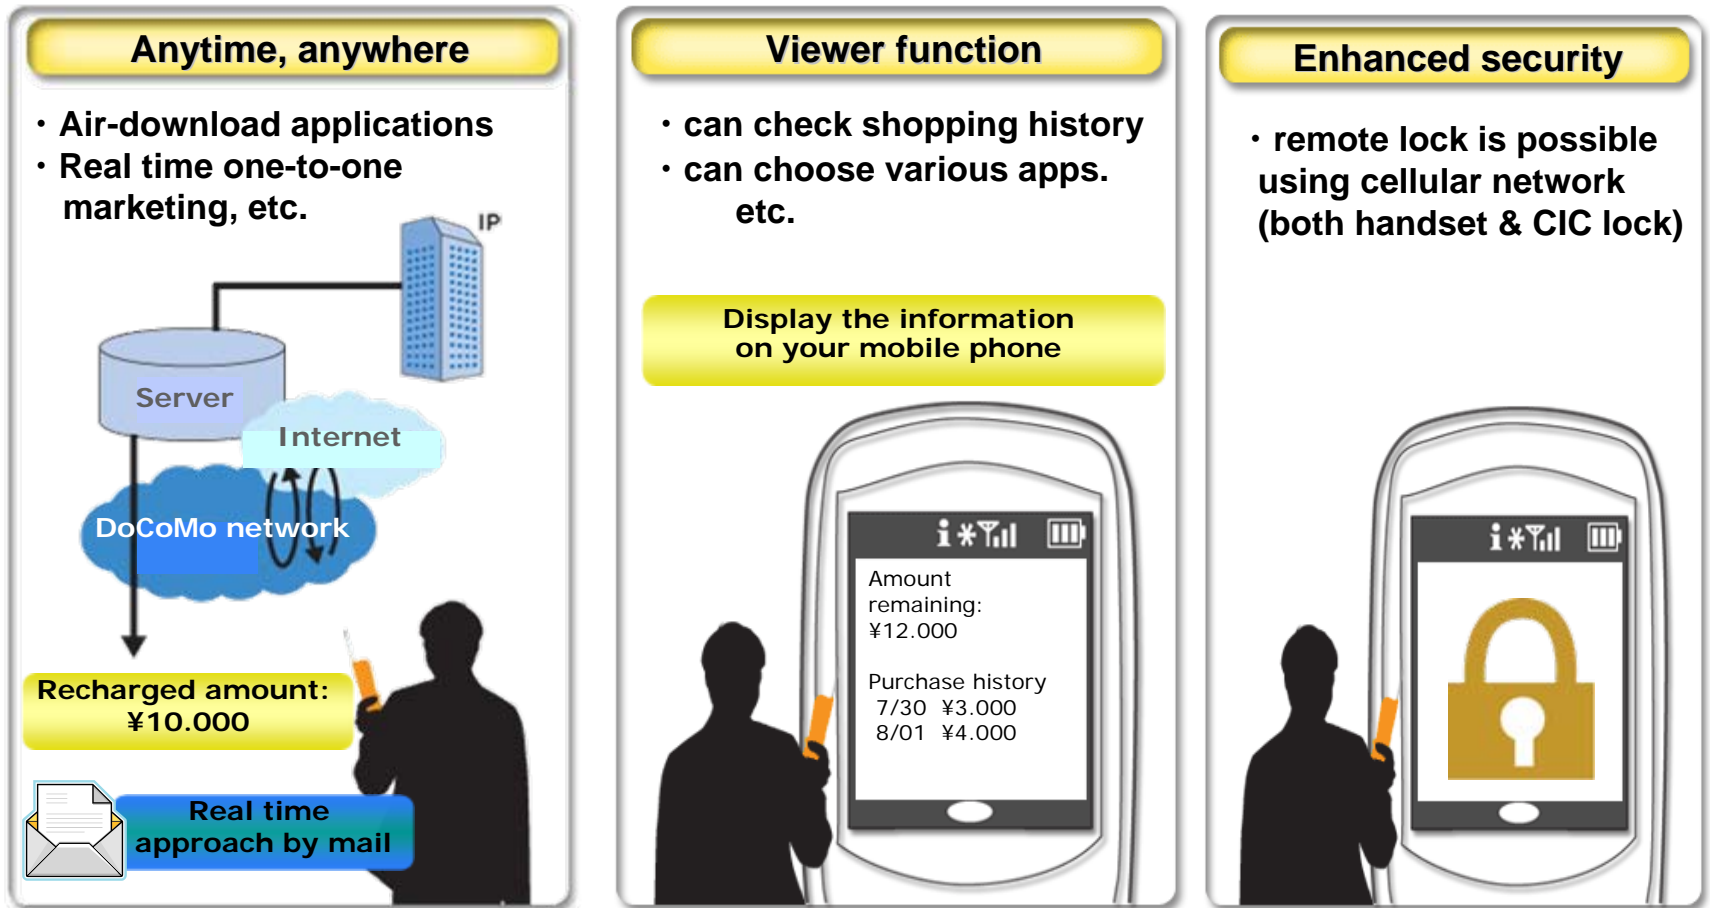 Anytime, anywhere
・Air-download applications
・Real time one-to-one
marketing, etc.
IP
Server
Internet
DoCoMo network
Recharged amount:
¥10.000
Real time
approach by mail
Viewer function
・can check shopping history
・can choose various apps.
etc.
Display the information
on your mobile phone
Amount
remaining:
¥12.000
Purchase history
7/30 ¥3.000
8/01 ¥4.000
Enhanced security
・remote lock is possible
using cellular network
(both handset & CIC lock)